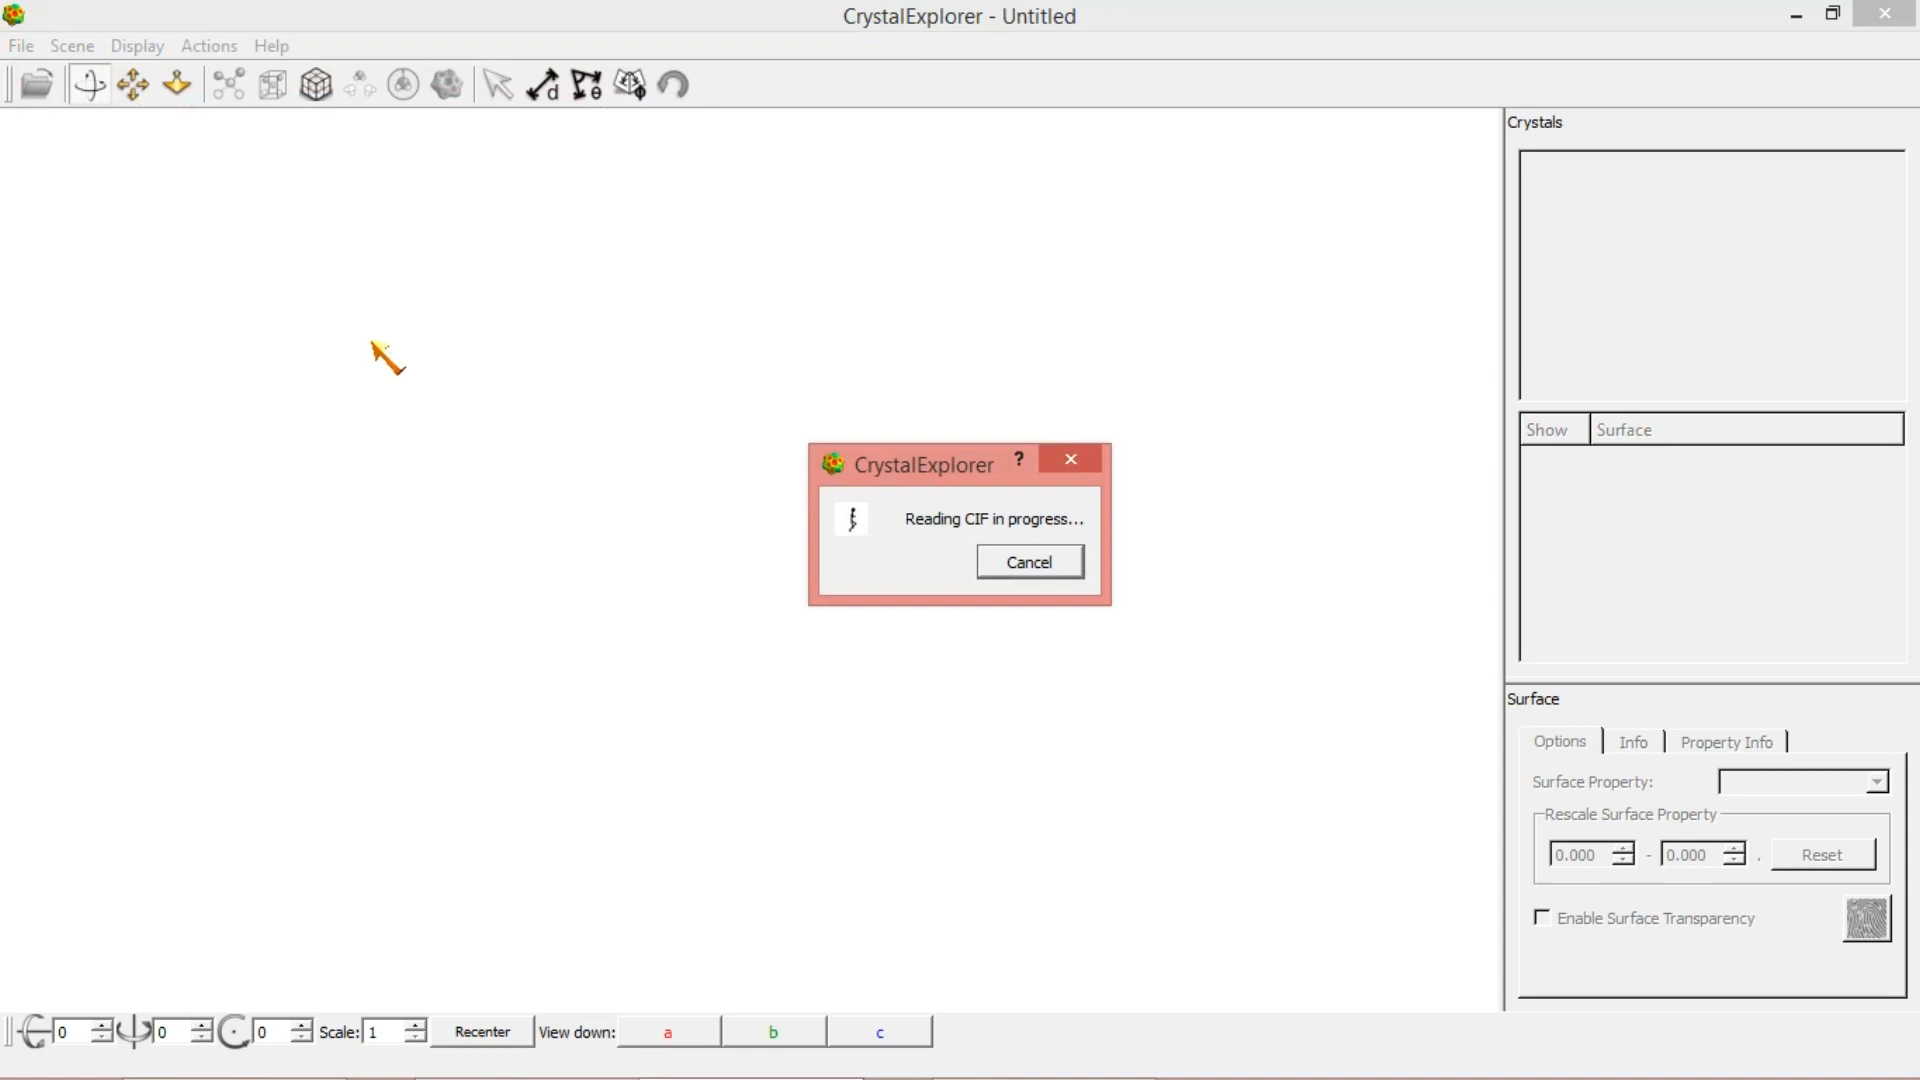 CrystalExplorer - Untitled
File Scene Display Actions Help
d θ φ
Crystals
Show Surface
CrystalExplorer ?
Reading CIF in progress...
Cancel
Surface
Options Info Property Info
Surface Property:
Rescale Surface Property
0.000 - 0.000 . Reset
Enable Surface Transparency
0 0 0 Scale: 1 Recenter View down: a b c